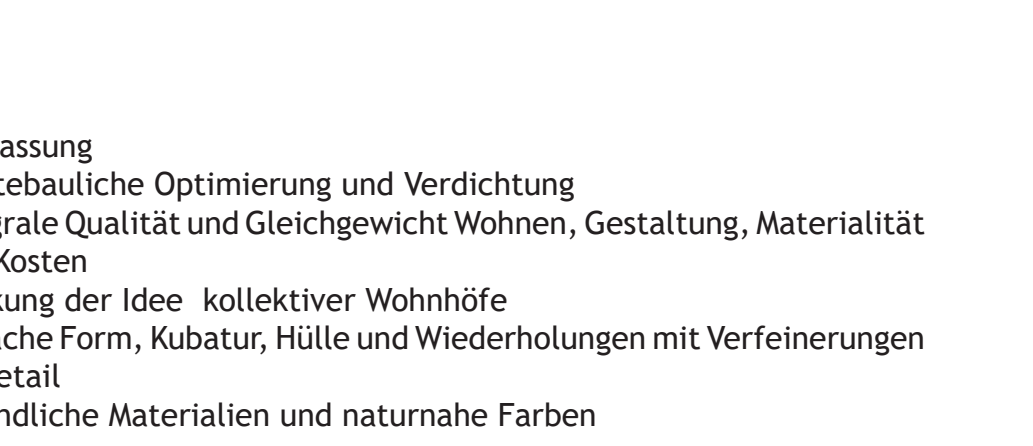 assung
tebauliche Optimierung und Verdichtung
grale Qualität und Gleichgewicht Wohnen, Gestaltung, Materialität
Kosten
kung der Idee kollektiver Wohnhöfe
ache Form, Kubatur, Hülle und Wiederholungen mit Verfeinerungen
etail
ndliche Materialien und naturnahe Farben